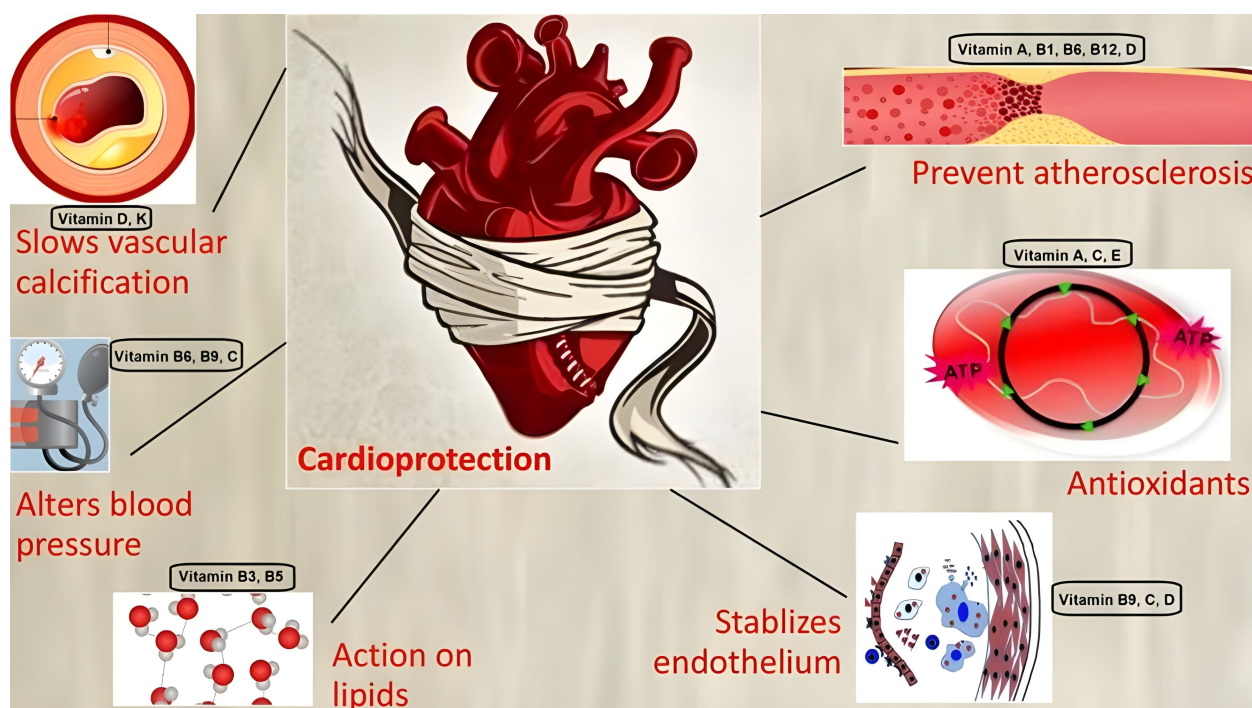 Vitamin D, K
Slows vascular
calcification
Vitamin B6, B9, C
Alters blood
pressure
Vitamin B3, B5
Action on
lipids
Cardioprotection
Vitamin A, B1, B6, B12, D
Prevent atherosclerosis
Vitamin A, C, E
ATP
ATP
Antioxidants
Stablizes
endothelium
Vitamin B9, C, D